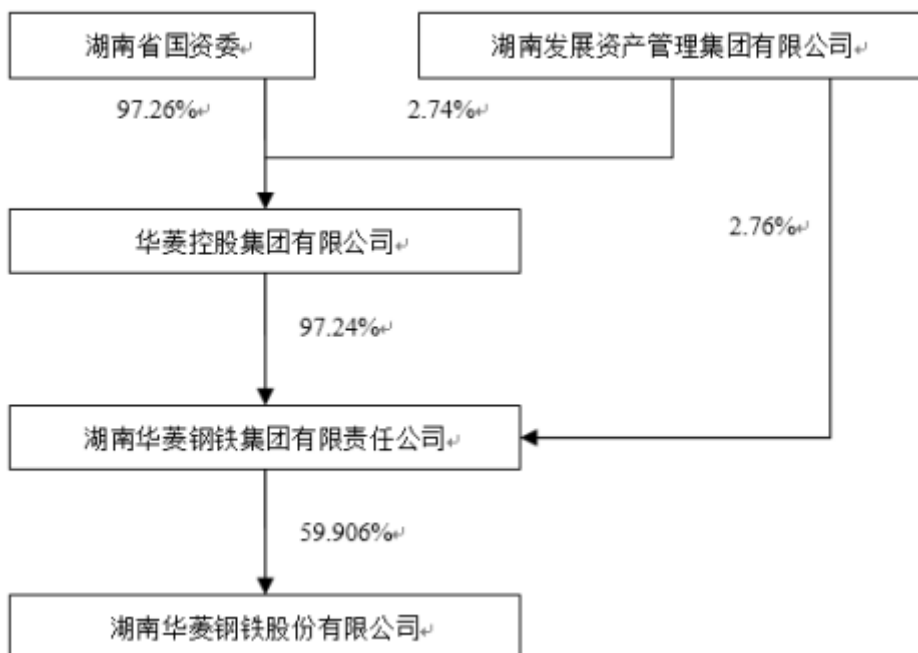 湖南省国资委
湖南发展资产管理集团有限公司
97.26%
2.74%
华菱控股集团有限公司
2.76%
97.24%
湖南华菱钢铁集团有限责任公司
59.906%
湖南华菱钢铁股份有限公司